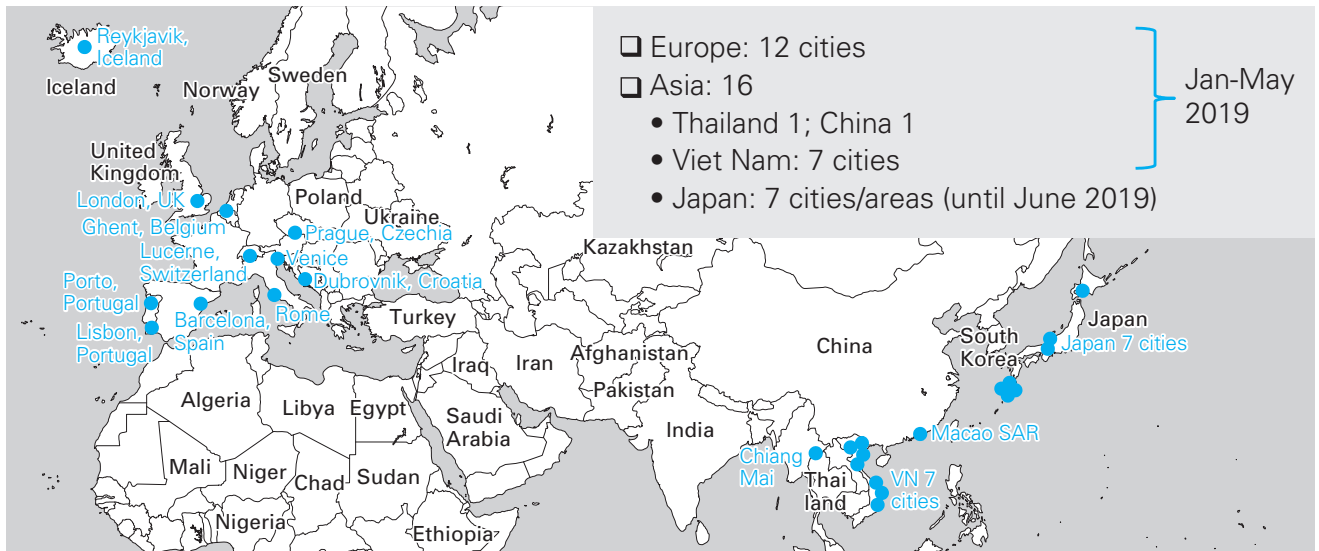 Europe: 12 cities
Asia: 16
• Thailand 1; China 1
• Viet Nam: 7 cities
• Japan: 7 cities/areas (until June 2019)
Jan-May
2019
Reykjavik,
Iceland
Iceland
Norway
Sweden
United
Kingdom
London, UK
Ghent, Belgium
Poland
Ukraine
Prague, Czechia
Lucerne,
Switzerland
Venice
Dubrovnik, Croatia
Porto,
Portugal
Lisbon,
Portugal
Barcelona,
Spain
Rome
Turkey
Kazakhstan
Iraq
Iran
Afghanistan
Pakistan
China
South
Korea
Japan
Japan 7 cities
Algeria
Libya
Egypt
Saudi
Arabia
India
Macao SAR
Mali
Niger
Chad
Sudan
Chiang
Mai
Thai
land
VN 7
cities
Nigeria
Ethiopia